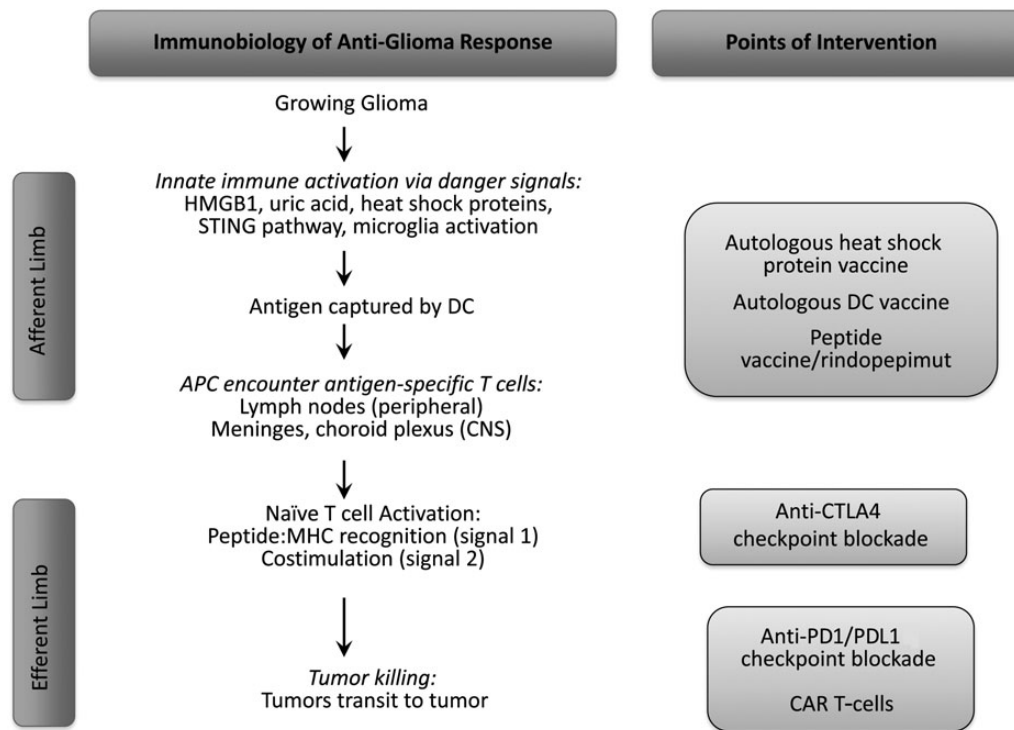 Immunobiology of Anti-Glioma Response
Points of Intervention
Growing Glioma
Afferent Limb
Innate immune activation via danger signals:
HMGB1, uric acid, heat shock proteins,
STING pathway, microglia activation
Antigen captured by DC
APC encounter antigen-specific T cells:
Lymph nodes (peripheral)
Meninges, choroid plexus (CNS)
Autologous heat shock
protein vaccine
Autologous DC vaccine
Peptide
vaccine/rindopepimut
Efferent Limb
Naïve T cell Activation:
Peptide:MHC recognition (signal 1)
Costimulation (signal 2)
Anti-CTLA4
checkpoint blockade
Tumor killing:
Tumors transit to tumor
Anti-PD1/PDL1
checkpoint blockade
CAR T-cells